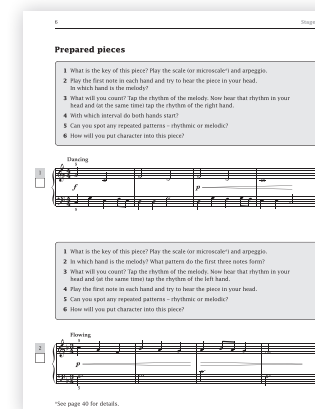 6
Stage
Prepared pieces
1 What is the key of this piece? Play the scale (or microscale*) and arpeggio.
2 Play the first note in each hand and try to hear the piece in your head.
In which hand is the melody?
3 What will you count? Tap the rhythm of the melody. Now hear that rhythm in your
head and (at the same time) tap the rhythm of the right hand.
4 With which interval do both hands start?
5 Can you spot any repeated patterns – rhythmic or melodic?
6 How will you put character into this piece?
Dancing
1
f
p
1 What is the key of this piece? Play the scale (or microscale*) and arpeggio.
2 In which hand is the melody? What pattern do the first three notes form?
3 What will you count? Tap the rhythm of the melody. Now hear that rhythm in your
head and (at the same time) tap the rhythm of the left hand.
4 Play the first note in each hand and try to hear the piece in your head.
5 Can you spot any repeated patterns – rhythmic or melodic?
6 How will you put character into this piece?
Flowing
2
p
*See page 40 for details.